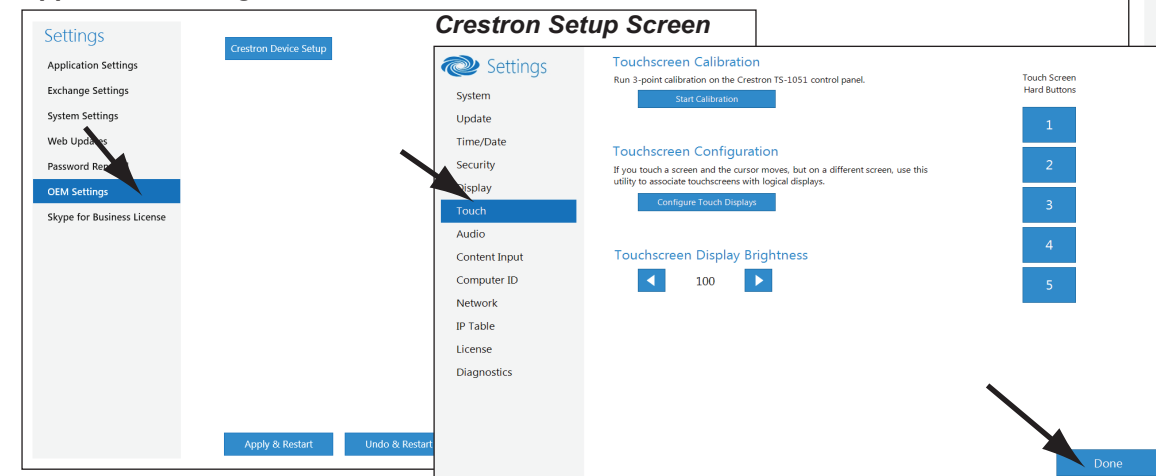 Crestron Setup Screen
Settings
Application Settings
Exchange Settings
System Settings
Web Updates
Password
OEM Settings
Skype for Business License
Crestron Device Setup
Apply & Restart
Undo & Restart
Settings
System
Update
Time/Date
Security
Display
Touch
Audio
Content Input
Computer ID
Network
IP Table
License
Diagnostics
Touchscreen Calibration
Run 3-point calibration on the Crestron TS-1051 control panel.
Start Calibration
Touchscreen Configuration
If you touch a screen and the cursor moves, but on a different screen, use this
utility to associate touchscreens with logical displays.
Configure Touch Displays
Touchscreen Display Brightness
100
Touch Screen
Hard Buttons
1
2
3
4
5
Done